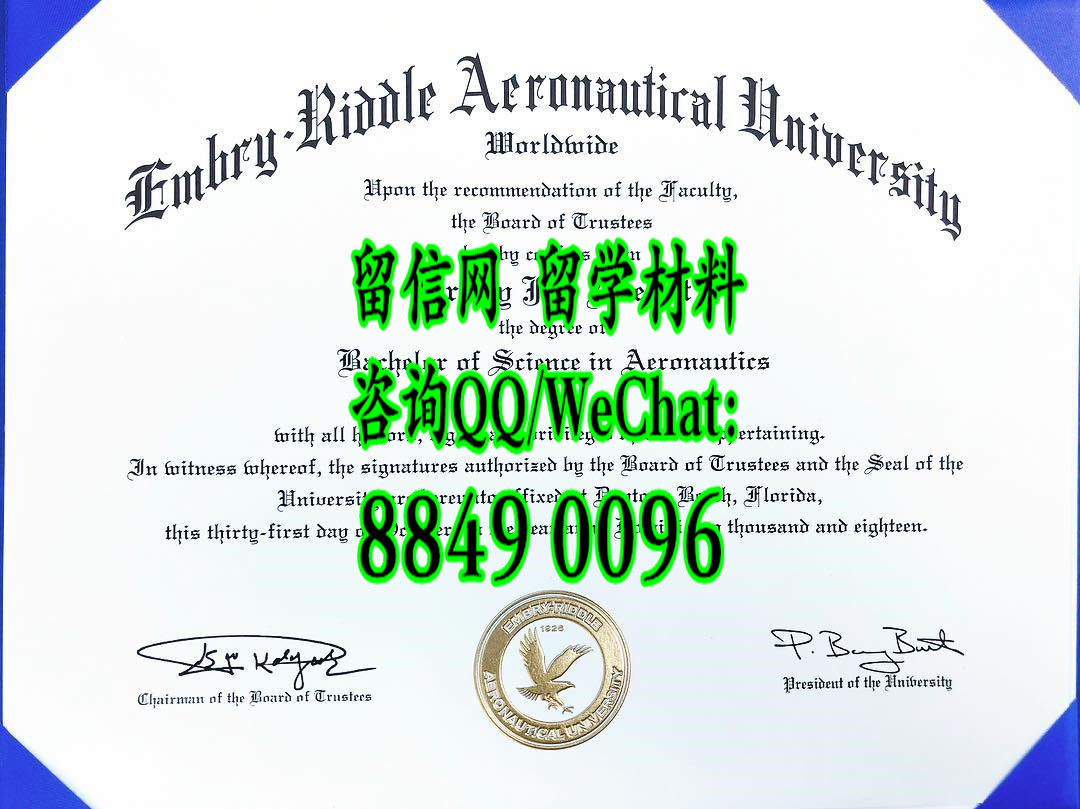 Embry-Riddle Aeronautical University
Worldwide
Upon the recommendation of the Faculty,
the Board of Trustees
留信网 留学材料
the degree of
Bachelor of Science in Aeronautics
咨询QQ/WeChat:
with all
In witness whereof, the signatures authorized by the Board of Trustees and the Seal of the
Florida,
8849 0096
this thirty-first day thousand and eighteen.
EMBRY-RIDDLE
1926
AERONAUTICAL UNIVERSITY
Chairman of the Board of Trustees
President of the University